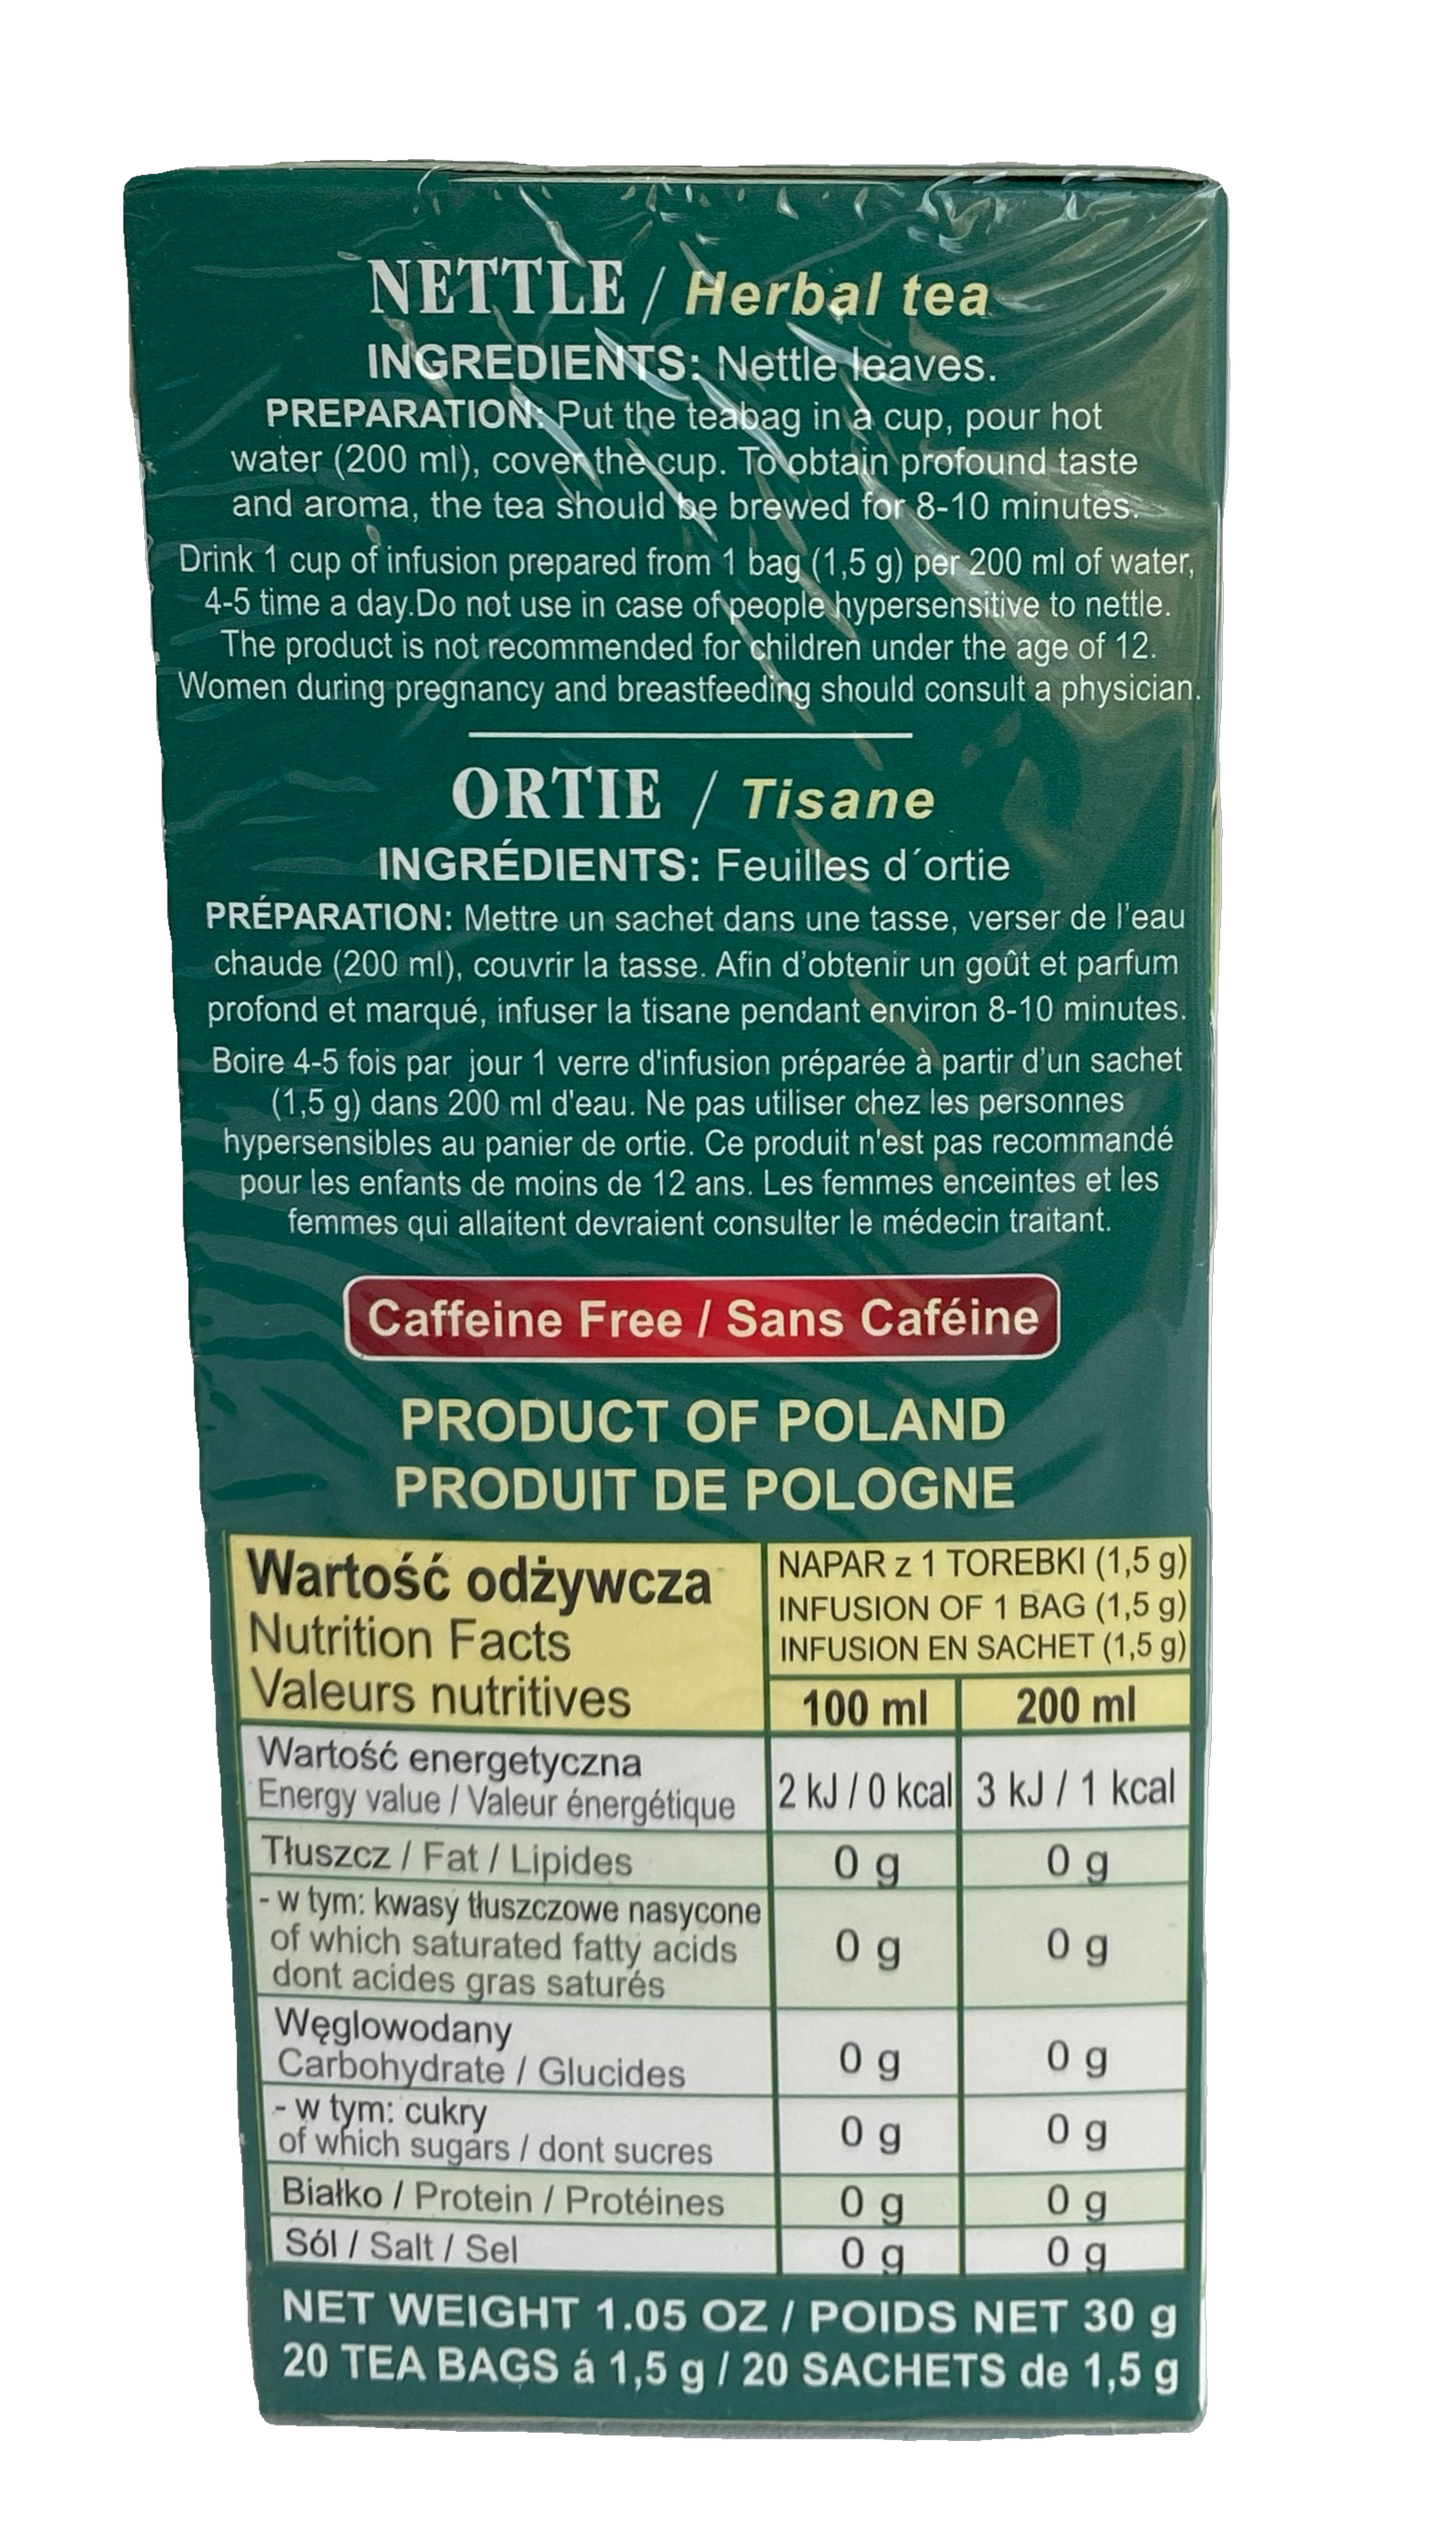 NETTLE / Herbal tea
INGREDIENTS: Nettle leaves.
PREPARATION: Put the teabag in a cup, pour hot
water (200 ml), cover the cup. To obtain profound taste
and aroma, the tea should be brewed for 8-10 minutes.
Drink 1 cup of infusion prepared from 1 bag (1,5 g) per 200 ml of water,
4-5 time a day.Do not use in case of people hypersensitive to nettle.
The product is not recommended for children under the age of 12.
Women during pregnancy and breastfeeding should consult a physician.
ORTIE / Tisane
INGRÉDIENTS: Feuilles d´ortie
PRÉPARATION: Mettre un sachet dans une tasse, verser de l'eau
chaude (200 ml), couvrir la tasse. Afin d'obtenir un goût et parfum
profond et marqué, infuser la tisane pendant environ 8-10 minutes.
Boire 4-5 fois par jour 1 verre d'infusion préparée à partir d'un sachet
(1,5 g) dans 200 ml d'eau. Ne pas utiliser chez les personnes
hypersensibles au panier de ortie. Ce produit n'est pas recommandé
pour les enfants de moins de 12 ans. Les femmes enceintes et les
femmes qui allaitent devraient consulter le médecin traitant.
Caffeine Free / Sans Caféine
PRODUCT OF POLAND
PRODUIT DE POLOGNE
Wartość odżywcza
Nutrition Facts
Valeurs nutritives
NAPAR z 1 TOREBKI (1,5 g)
INFUSION OF 1 BAG (1,5 g)
INFUSION EN SACHET (1,5 g)
100 ml 200 ml
Wartość energetyczna
Energy value / Valeur énergétique 2 kJ / 0 kcal 3 kJ / 1 kcal
Tłuszcz / Fat / Lipides 0 g 0 g
- w tym: kwasy tłuszczowe nasycone
of which saturated fatty acids 0 g 0 g
dont acides gras saturés
Węglowodany
Carbohydrate / Glucides 0 g 0 g
- w tym: cukry
of which sugars / dont sucres 0 g 0 g
Białko / Protein / Protéines 0 g 0 g
Sól / Salt / Sel 0 g 0 g
NET WEIGHT 1.05 OZ / POIDS NET 30 g
20 TEA BAGS á 1,5 g / 20 SACHETS de 1,5 g